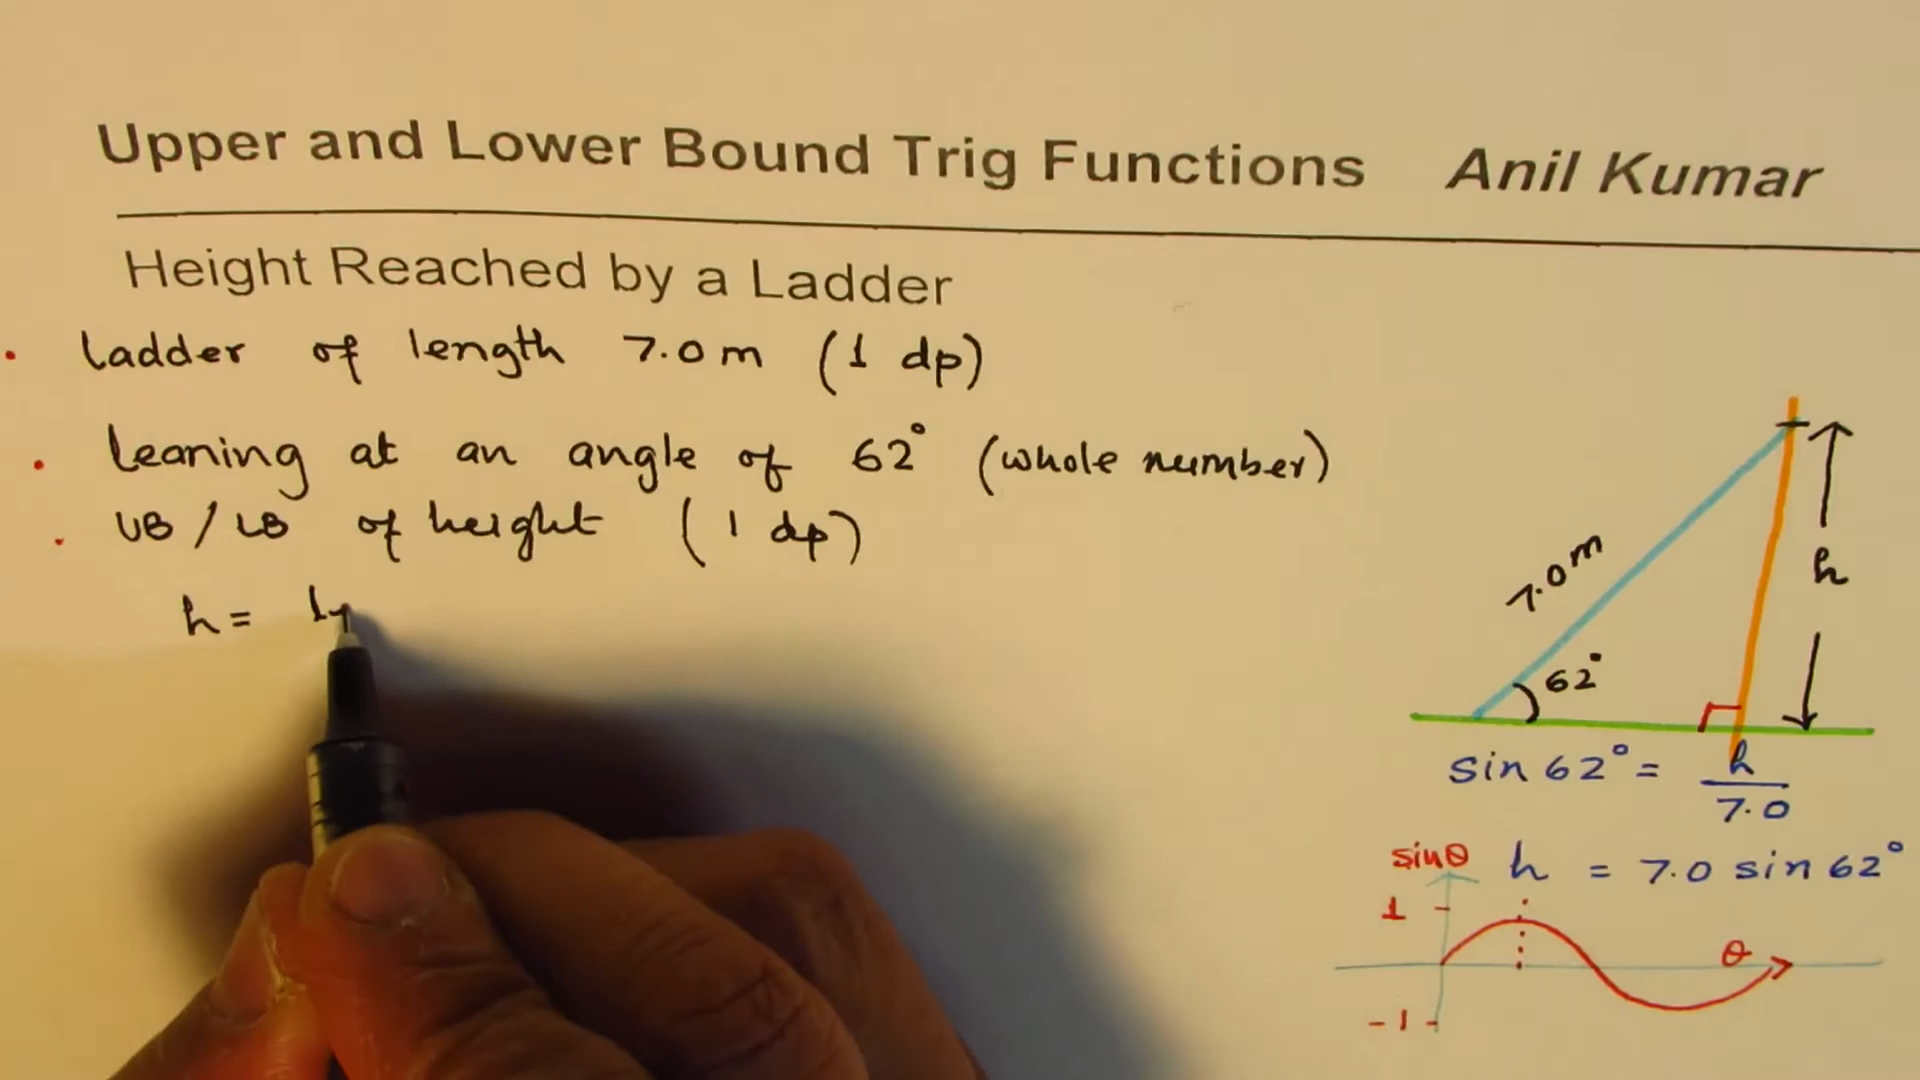 Upper and Lower Bound Trig Functions Anil Kumar
Height Reached by a Ladder
• ladder of length 7.0 m (1 dp)
• leaning at an angle of 62° (whole number)
• UB / LB of height (1 dp)
h =
7.0 m
h
62°
sin 62° = h / 7.0
h = 7.0 sin 62°
sin θ
1
θ
-1